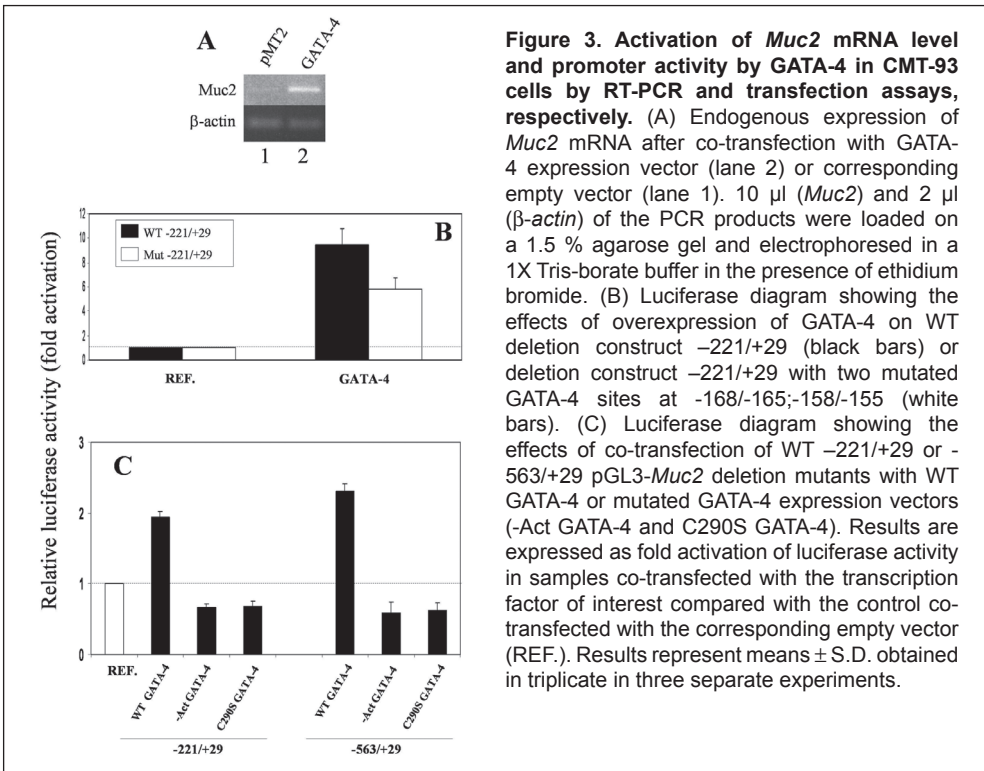 A
pMT2
GATA-4
Muc2
β-actin
1 2
Relative luciferase activity (fold activation)
WT -221/+29
Mut -221/+29
B
12
10
8
6
4
2
0
REF.
GATA-4
C
3
2
1
0
REF.
WT GATA-4
-Act GATA-4
C290S GATA-4
WT GATA-4
-Act GATA-4
C290S GATA-4
-221/+29
-563/+29
Figure 3. Activation of Muc2 mRNA level
and promoter activity by GATA-4 in CMT-93
cells by RT-PCR and transfection assays,
respectively. (A) Endogenous expression of
Muc2 mRNA after co-transfection with GATA-
4 expression vector (lane 2) or corresponding
empty vector (lane 1). 10 µl (Muc2) and 2 µl
(β-actin) of the PCR products were loaded on
a 1.5 % agarose gel and electrophoresed in a
1X Tris-borate buffer in the presence of ethidium
bromide. (B) Luciferase diagram showing the
effects of overexpression of GATA-4 on WT
deletion construct –221/+29 (black bars) or
deletion construct –221/+29 with two mutated
GATA-4 sites at -168/-165;-158/-155 (white
bars). (C) Luciferase diagram showing the
effects of co-transfection of WT –221/+29 or -
563/+29 pGL3-Muc2 deletion mutants with WT
GATA-4 or mutated GATA-4 expression vectors
(-Act GATA-4 and C290S GATA-4). Results are
expressed as fold activation of luciferase activity
in samples co-transfected with the transcription
factor of interest compared with the control co-
transfected with the corresponding empty vector
(REF.). Results represent means ± S.D. obtained
in triplicate in three separate experiments.